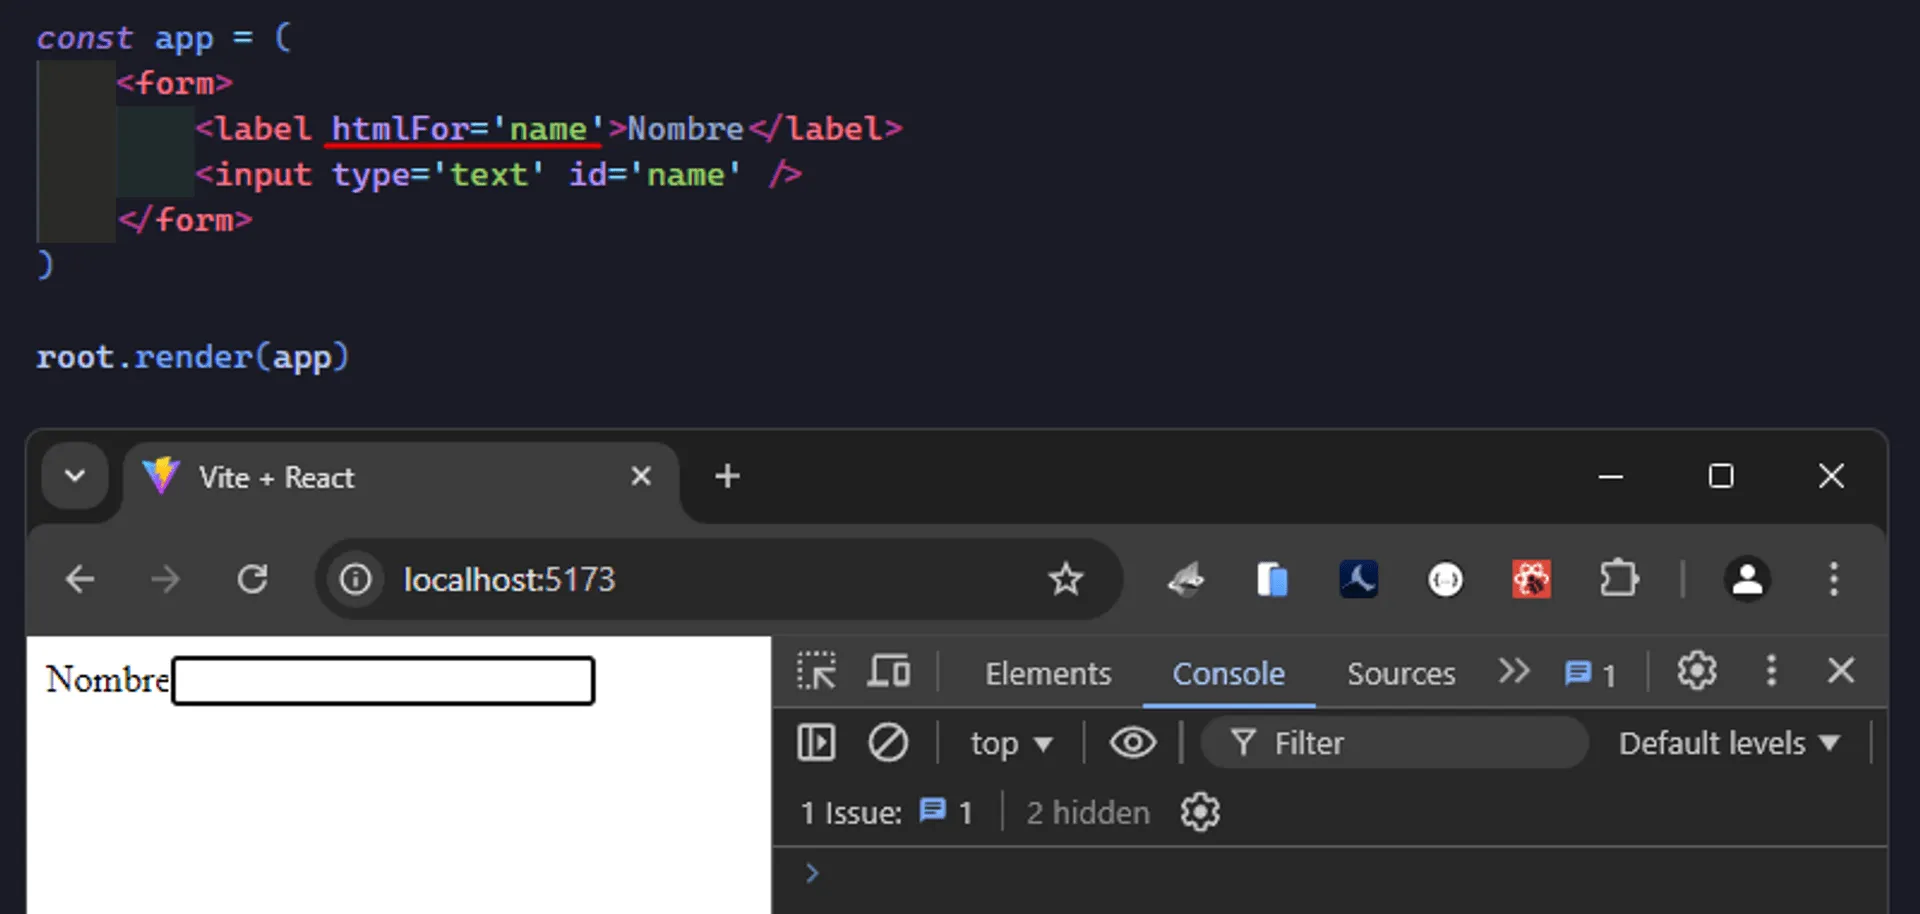 const app = (
<form>
<label htmlFor='name'>Nombre</label>
<input type='text' id='name' />
</form>
)
root.render(app)
Vite + React
localhost:5173
Nombre
Elements Console Sources 1
top Filter Default levels
1 Issue: 1 2 hidden